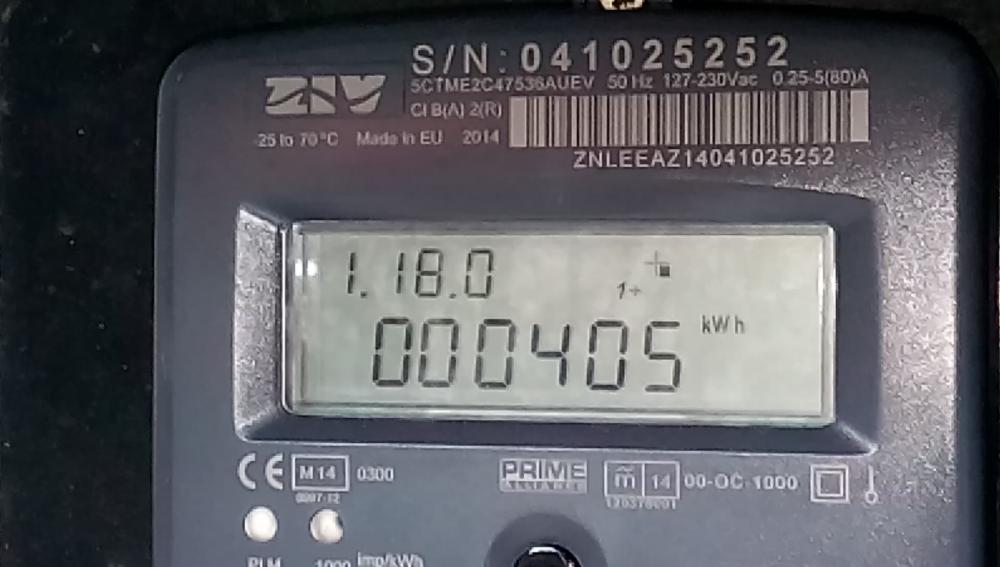 S/N: 041025252
ZIV
5CTME2C47536AUEV 50 Hz 127-230Vac 0.25-5(80)A
Cl B(A) 2(R)
-25 to 70 °C Made in EU 2014
ZNLEEAZ14041025252
1.18.0
1+
000405 kWh
CE M14 0300
PRIME
ALLIANCE
m 14 00-OC-1000
PLM 1000 imp/kWh